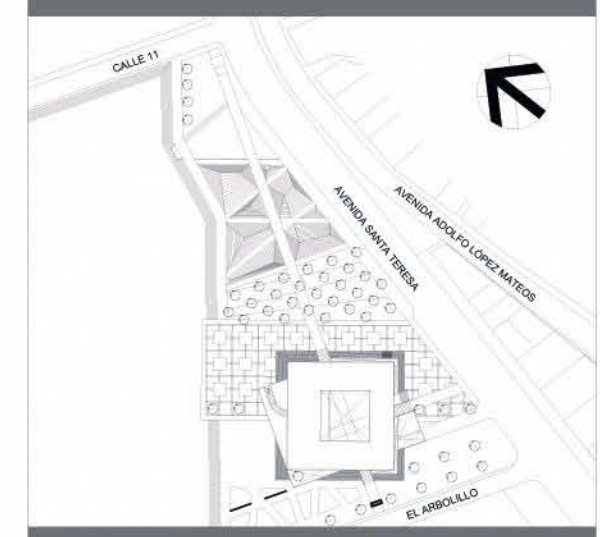 CALLE 11
AVENIDA SANTA TERESA
AVENIDA ADOLFO LÓPEZ MATEOS
EL ARBOLILLO